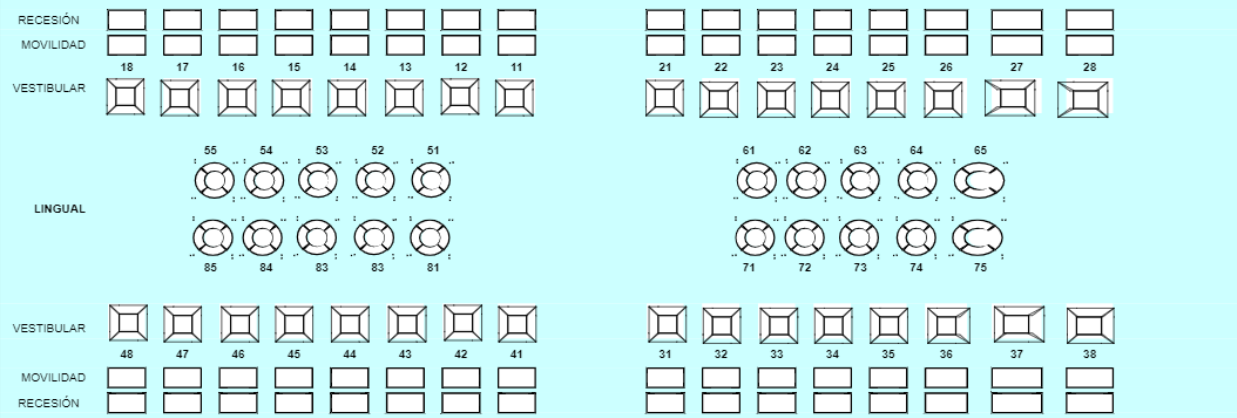 RECESIÓN
MOVILIDAD
18 17 16 15 14 13 12 11 21 22 23 24 25 26 27 28
VESTIBULAR
55 54 53 52 51 61 62 63 64 65
LINGUAL
85 84 83 83 81 71 72 73 74 75
VESTIBULAR
48 47 46 45 44 43 42 41 31 32 33 34 35 36 37 38
MOVILIDAD
RECESIÓN